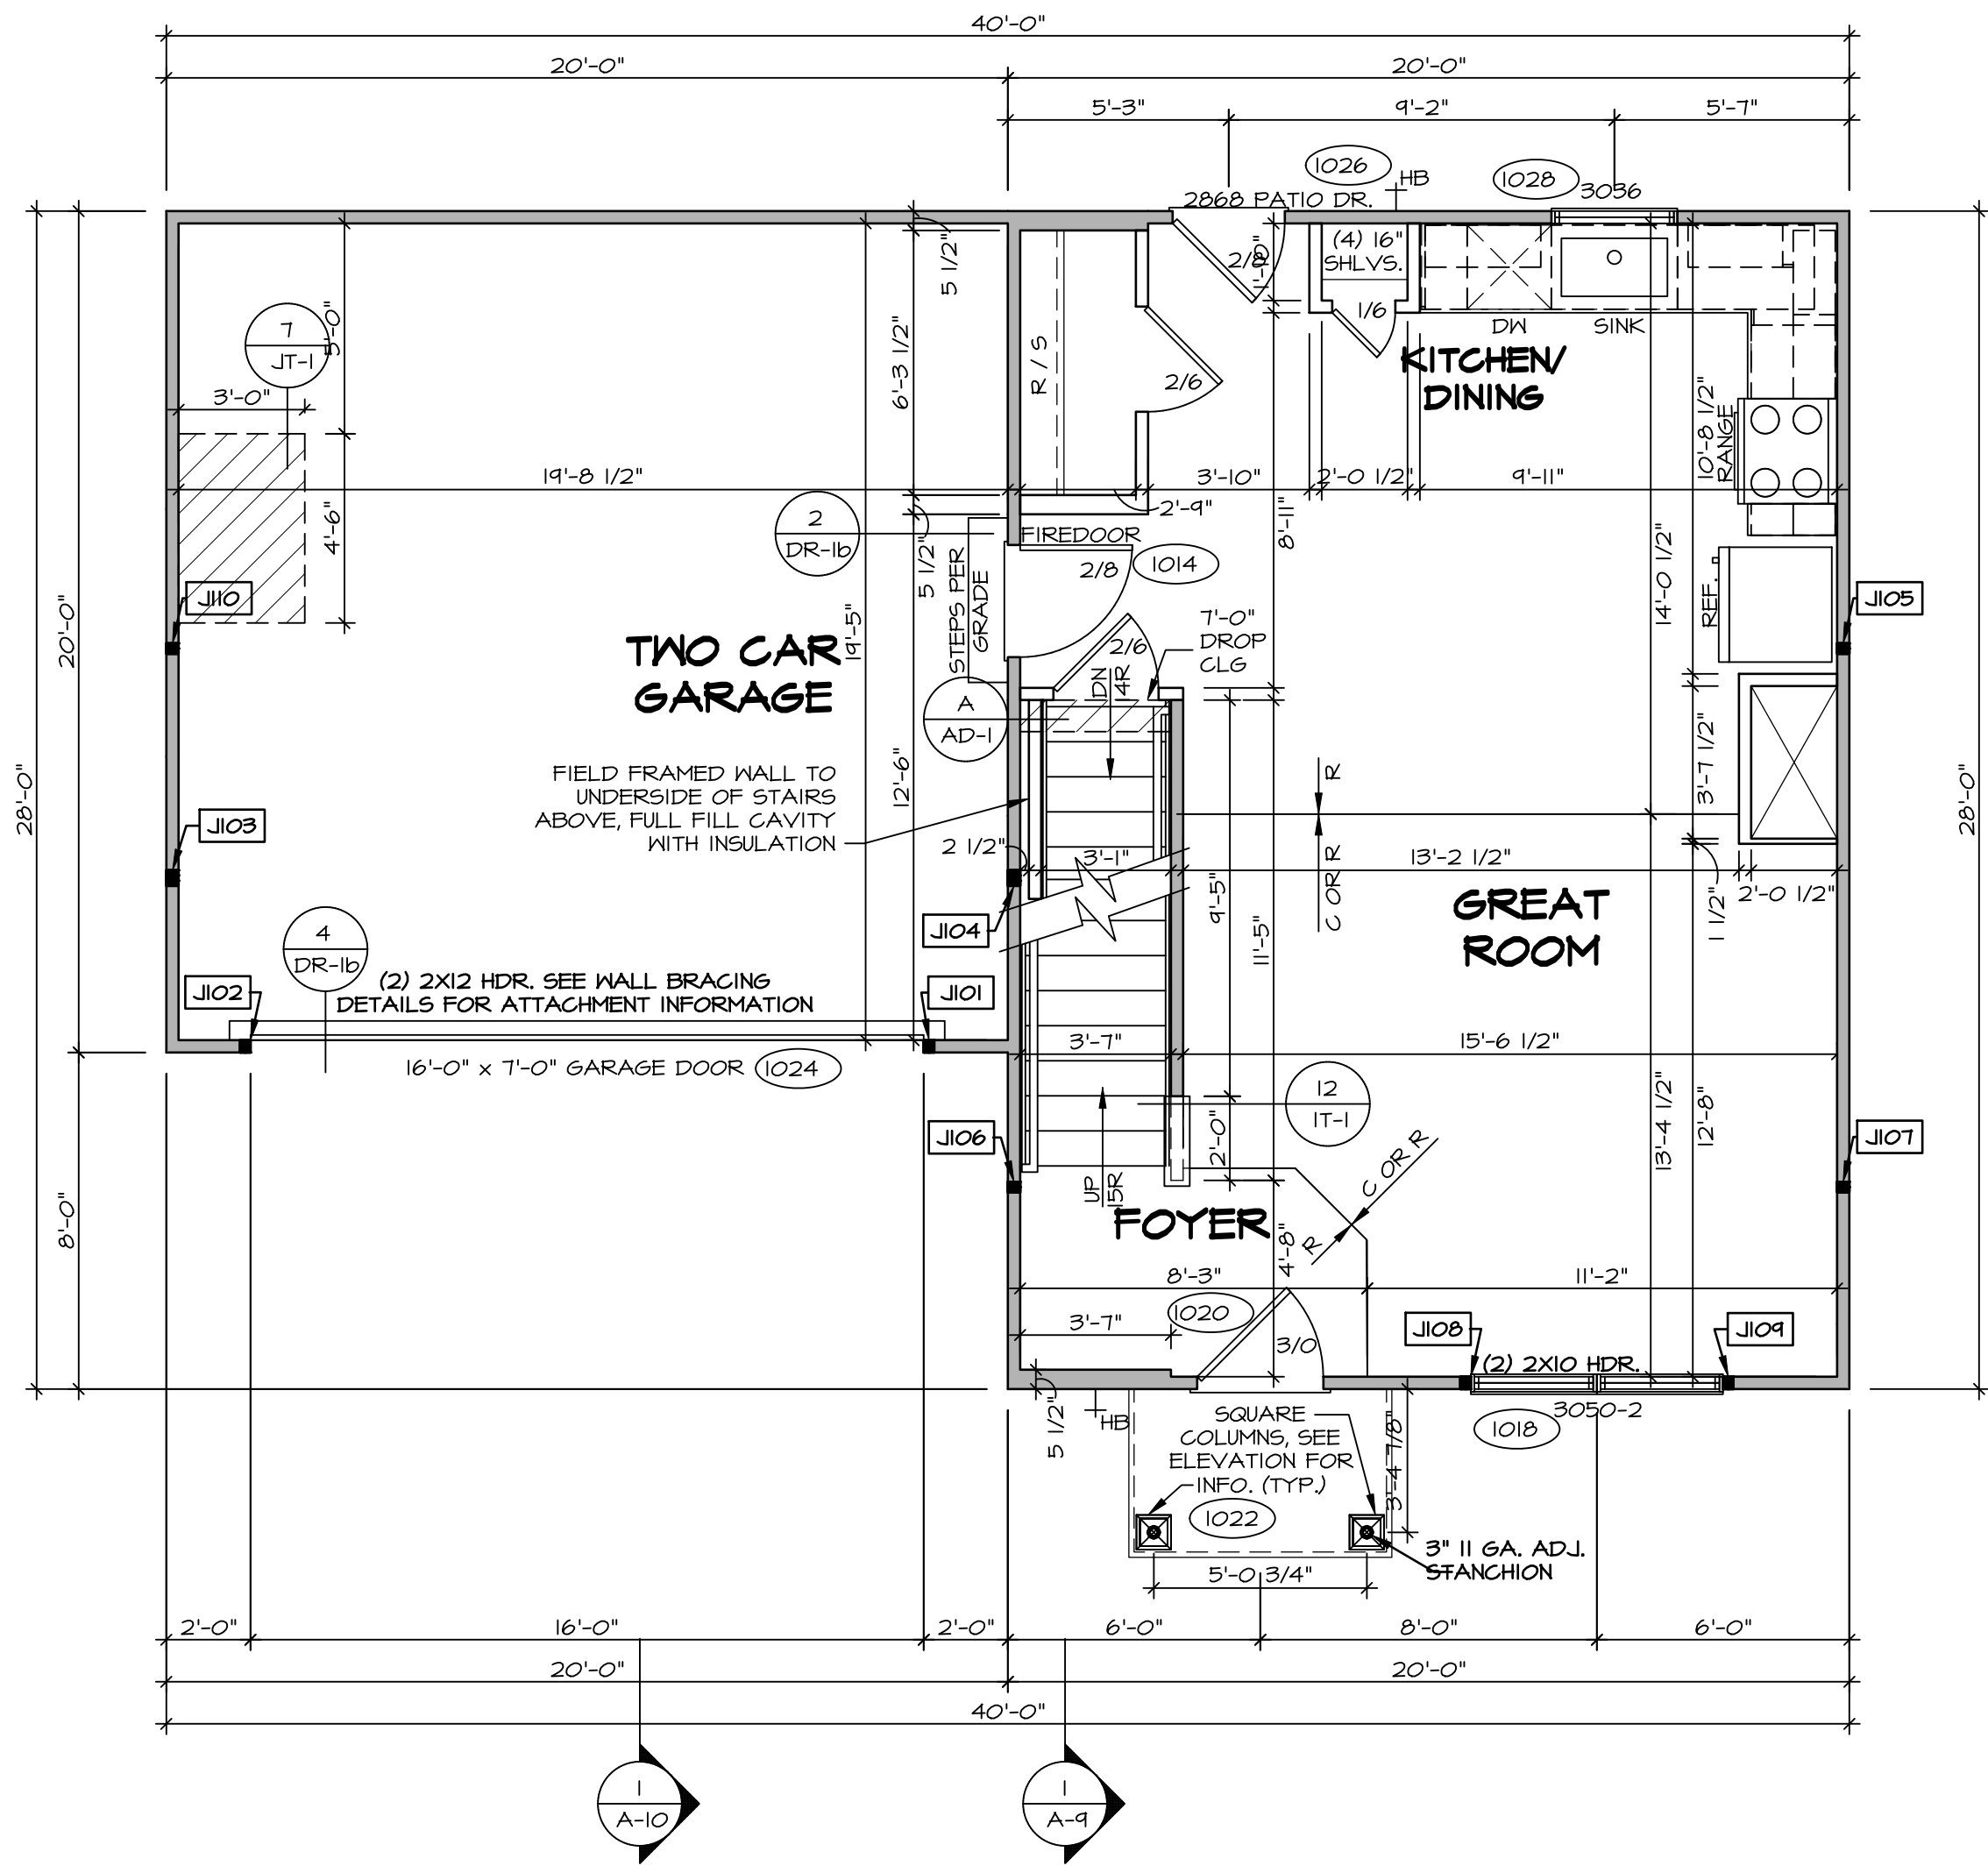 40'-0"
20'-0"
20'-0"
5'-3"
9'-2"
5'-7"
1026
HB
1028
3036
2868 PATIO DR.
5 1/2"
2/8
(4) 16"
SHLVS.
1/6
DW
SINK
KITCHEN/
DINING
7
JT-1
5'-0"
3'-0"
6'-3 1/2"
R / S
2/6
10'-8 1/2"
RANGE
19'-8 1/2"
3'-10"
2'-0 1/2"
9'-11"
2'-9"
4'-6"
2
DR-1b
5 1/2"
FIREDOOR
2/8
1014
8'-11"
14'-0 1/2"
STEPS PER
GRADE
REF.
J110
J105
20'-0"
28'-0"
TWO CAR
GARAGE
19'-5"
2/6
7'-0"
DROP
CLG
DN
14R
A
AD-1
12'-6"
3'-7 1/2"
FIELD FRAMED WALL TO
UNDERSIDE OF STAIRS
ABOVE, FULL FILL CAVITY
WITH INSULATION
R
C OR R
28'-0"
J103
2 1/2"
3'-1"
13'-2 1/2"
2'-0 1/2"
1 1/2"
9'-5"
11'-5"
GREAT
ROOM
J104
4
DR-1b
J102
(2) 2X12 HDR. SEE WALL BRACING
DETAILS FOR ATTACHMENT INFORMATION
J101
3'-7"
15'-6 1/2"
16'-0" x 7'-0" GARAGE DOOR
1024
12
IT-1
J106
2'-0"
13'-4 1/2"
12'-8"
J107
8'-0"
UP
15R
C OR R
R
FOYER
4'-8"
8'-3"
11'-2"
1020
3'-7"
3/0
J108
J109
(2) 2X10 HDR.
3050-2
1018
5 1/2"
HB
SQUARE
COLUMNS, SEE
ELEVATION FOR
INFO. (TYP.)
3'-4 7/8"
1022
3" 11 GA. ADJ.
STANCHION
5'-0 3/4"
2'-0"
16'-0"
2'-0"
6'-0"
8'-0"
6'-0"
20'-0"
20'-0"
40'-0"
1
A-10
1
A-9